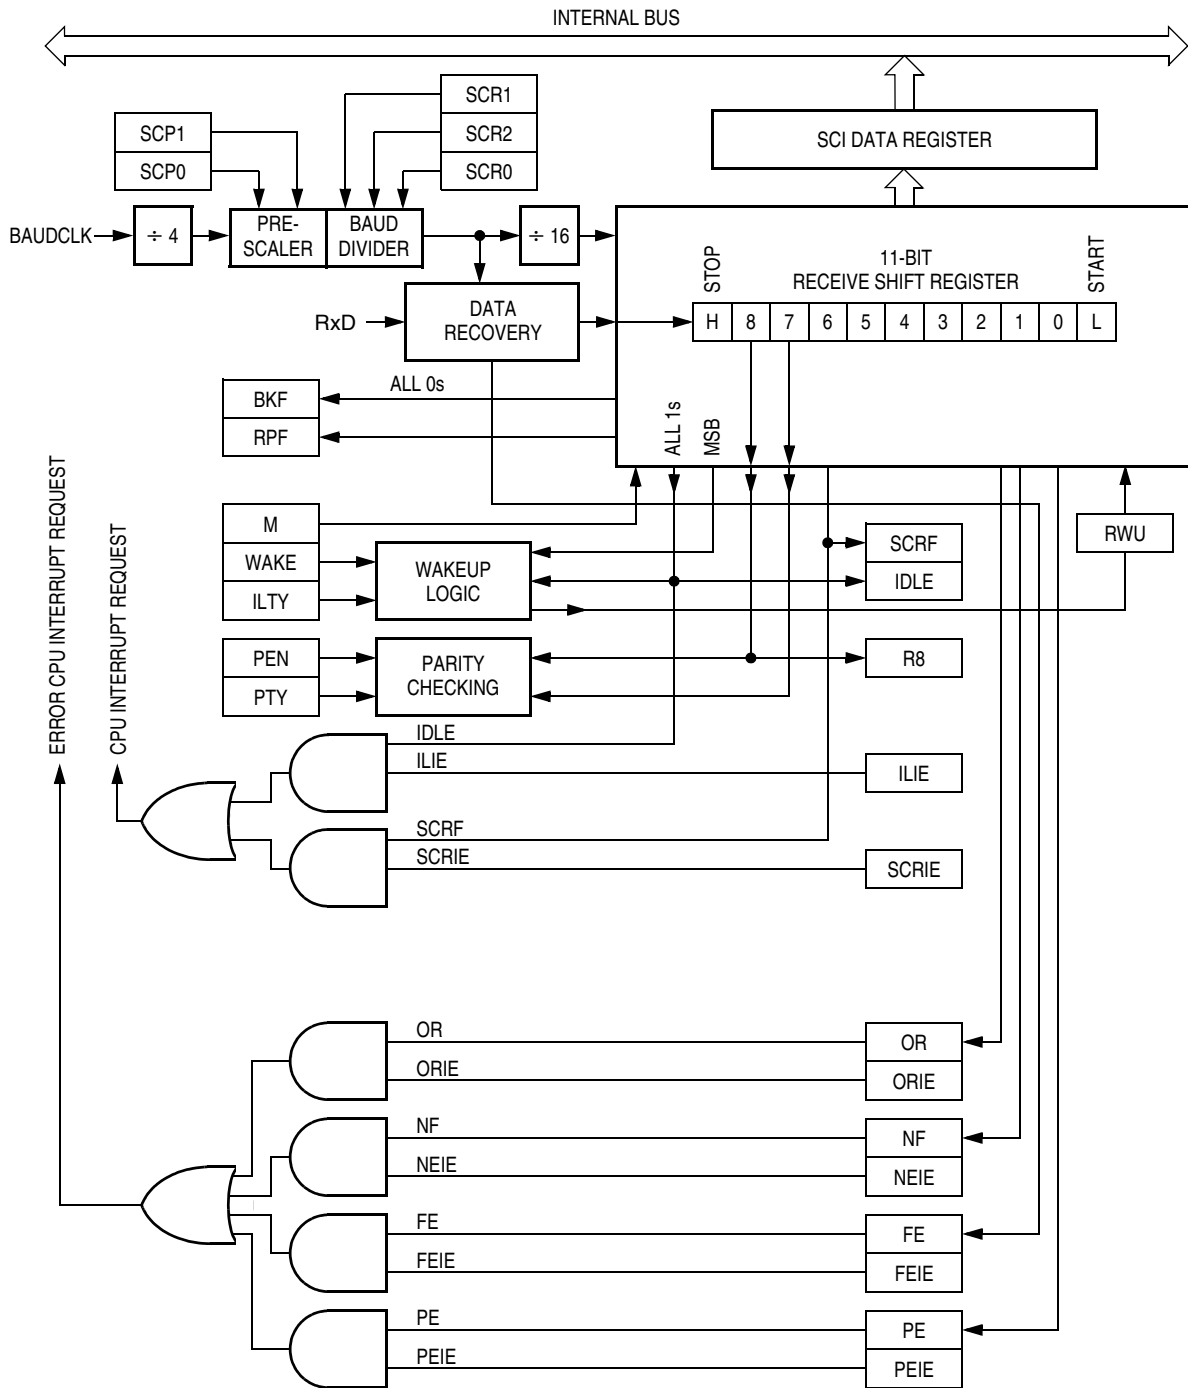 INTERNAL BUS
SCR1
SCP1
SCR2
SCI DATA REGISTER
SCP0
SCR0
BAUDCLK
÷ 4
PRE-
SCALER
BAUD
DIVIDER
÷ 16
STOP
11-BIT
RECEIVE SHIFT REGISTER
START
RxD
DATA
RECOVERY
H 8 7 6 5 4 3 2 1 0 L
BKF
ALL 0s
RPF
ALL 1s
MSB
ERROR CPU INTERRUPT REQUEST
CPU INTERRUPT REQUEST
M
WAKE
ILTY
WAKEUP
LOGIC
SCRF
IDLE
RWU
PEN
PTY
PARITY
CHECKING
R8
IDLE
ILIE
ILIE
SCRF
SCRIE
SCRIE
OR
OR
ORIE
ORIE
NF
NF
NEIE
NEIE
FE
FE
FEIE
FEIE
PE
PE
PEIE
PEIE